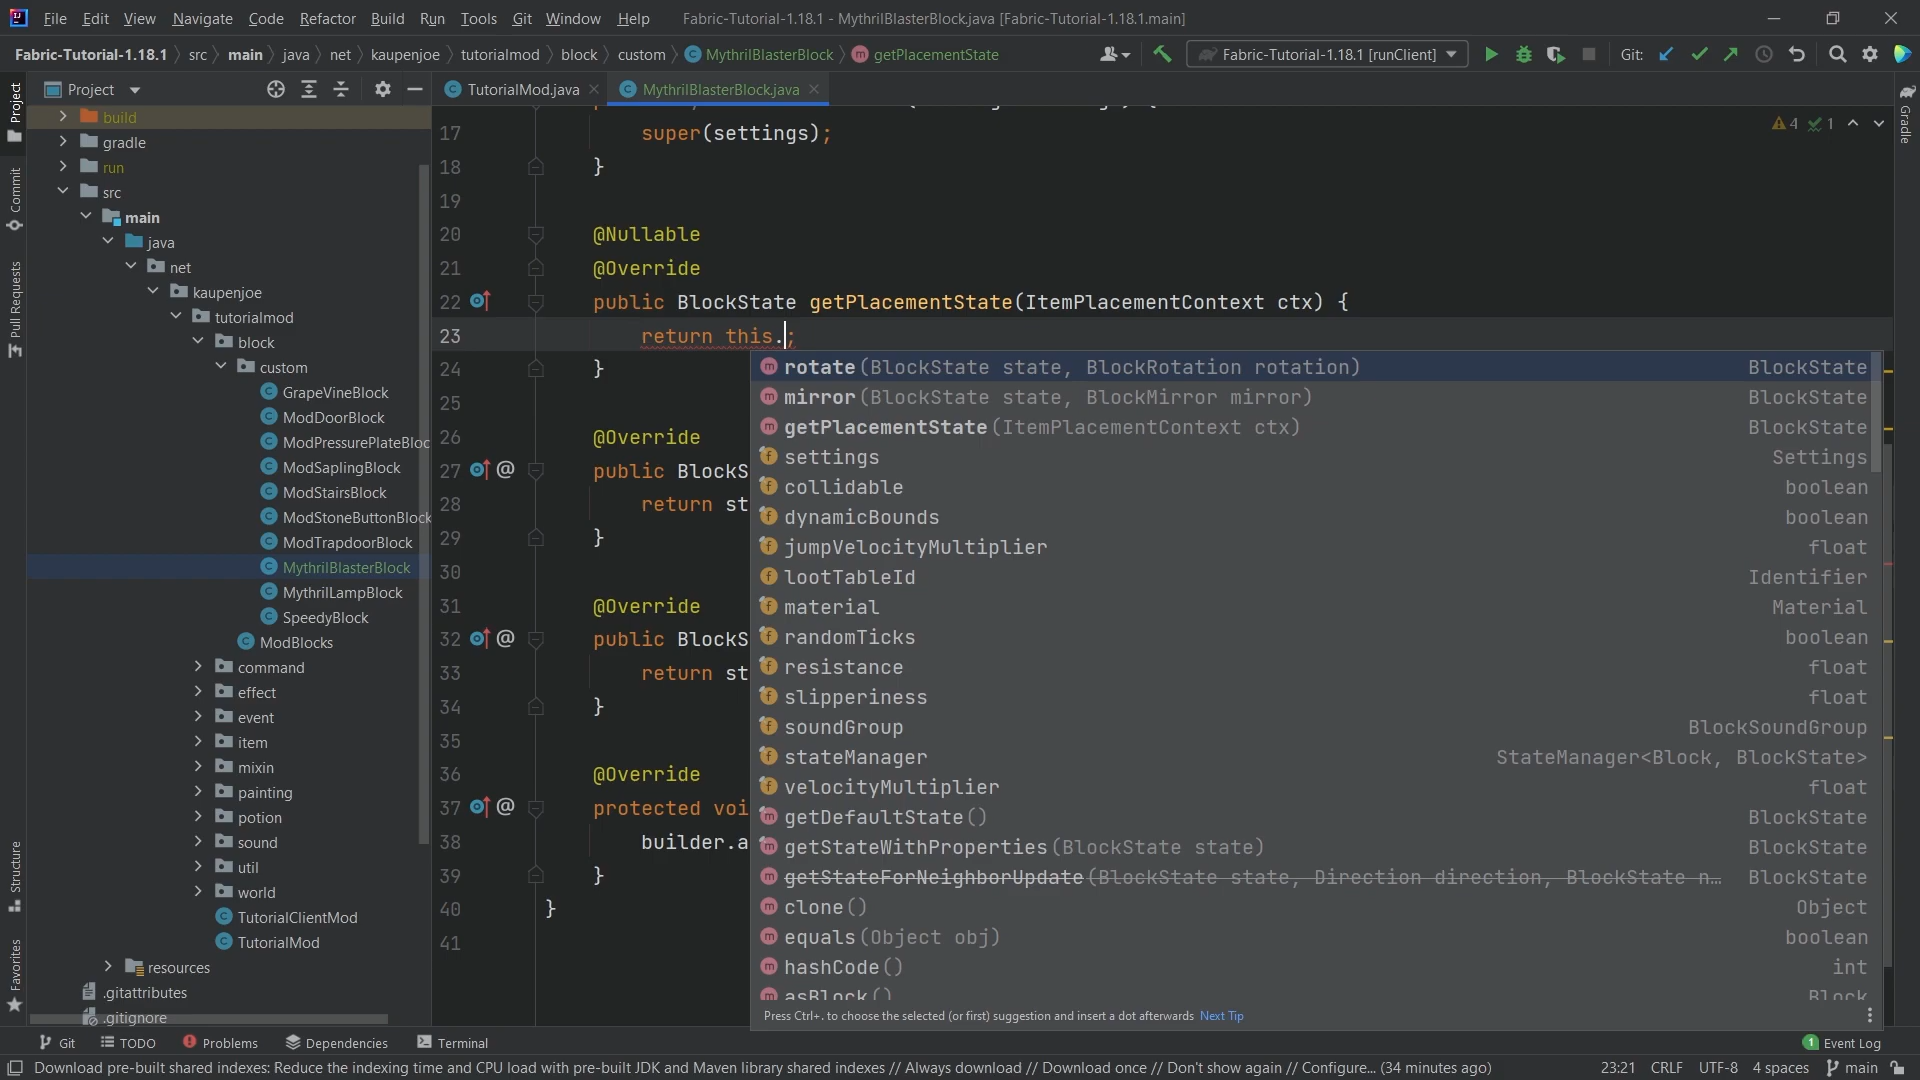 File Edit View Navigate Code Refactor Build Run Tools Git Window Help Fabric-Tutorial-1.18.1 - MythrilBlasterBlock.java [Fabric-Tutorial-1.18.1.main]
Fabric-Tutorial-1.18.1 src main java net kaupenjoe tutorialmod block custom MythrilBlasterBlock getPlacementState Fabric-Tutorial-1.18.1 [runClient] Git:
Project TutorialMod.java MythrilBlasterBlock.java
Project
Commit
Pull Requests
Structure
Favorites
Gradle
build
gradle
run
src
main
java
net
kaupenjoe
tutorialmod
block
custom
GrapeVineBlock
ModDoorBlock
ModPressurePlateBloc
ModSaplingBlock
ModStairsBlock
ModStoneButtonBlock
ModTrapdoorBlock
MythrilBlasterBlock
MythrilLampBlock
SpeedyBlock
ModBlocks
command
effect
event
item
mixin
painting
potion
sound
util
world
TutorialClientMod
TutorialMod
resources
.gitattributes
.gitignore
4 1
17 super(settings);
18 }
19
20 @Nullable
21 @Override
22 public BlockState getPlacementState(ItemPlacementContext ctx) {
23 return this.;
24 }
25
26 @Override
27 @ public BlockS
28 return st
29 }
30
31 @Override
32 @ public BlockS
33 return st
34 }
35
36 @Override
37 @ protected voi
38 builder.a
39 }
40 }
41
rotate(BlockState state, BlockRotation rotation) BlockState
mirror(BlockState state, BlockMirror mirror) BlockState
getPlacementState(ItemPlacementContext ctx) BlockState
settings Settings
collidable boolean
dynamicBounds boolean
jumpVelocityMultiplier float
lootTableId Identifier
material Material
randomTicks boolean
resistance float
slipperiness float
soundGroup BlockSoundGroup
stateManager StateManager<Block, BlockState>
velocityMultiplier float
getDefaultState() BlockState
getStateWithProperties(BlockState state) BlockState
getStateForNeighborUpdate(BlockState state, Direction direction, BlockState n… BlockState
clone() Object
equals(Object obj) boolean
hashCode() int
asBlock() Block
Press Ctrl+. to choose the selected (or first) suggestion and insert a dot afterwards Next Tip
Git TODO Problems Dependencies Terminal 1 Event Log
Download pre-built shared indexes: Reduce the indexing time and CPU load with pre-built JDK and Maven library shared indexes // Always download // Download once // Don't show again // Configure... (34 minutes ago) 23:21 CRLF UTF-8 4 spaces main